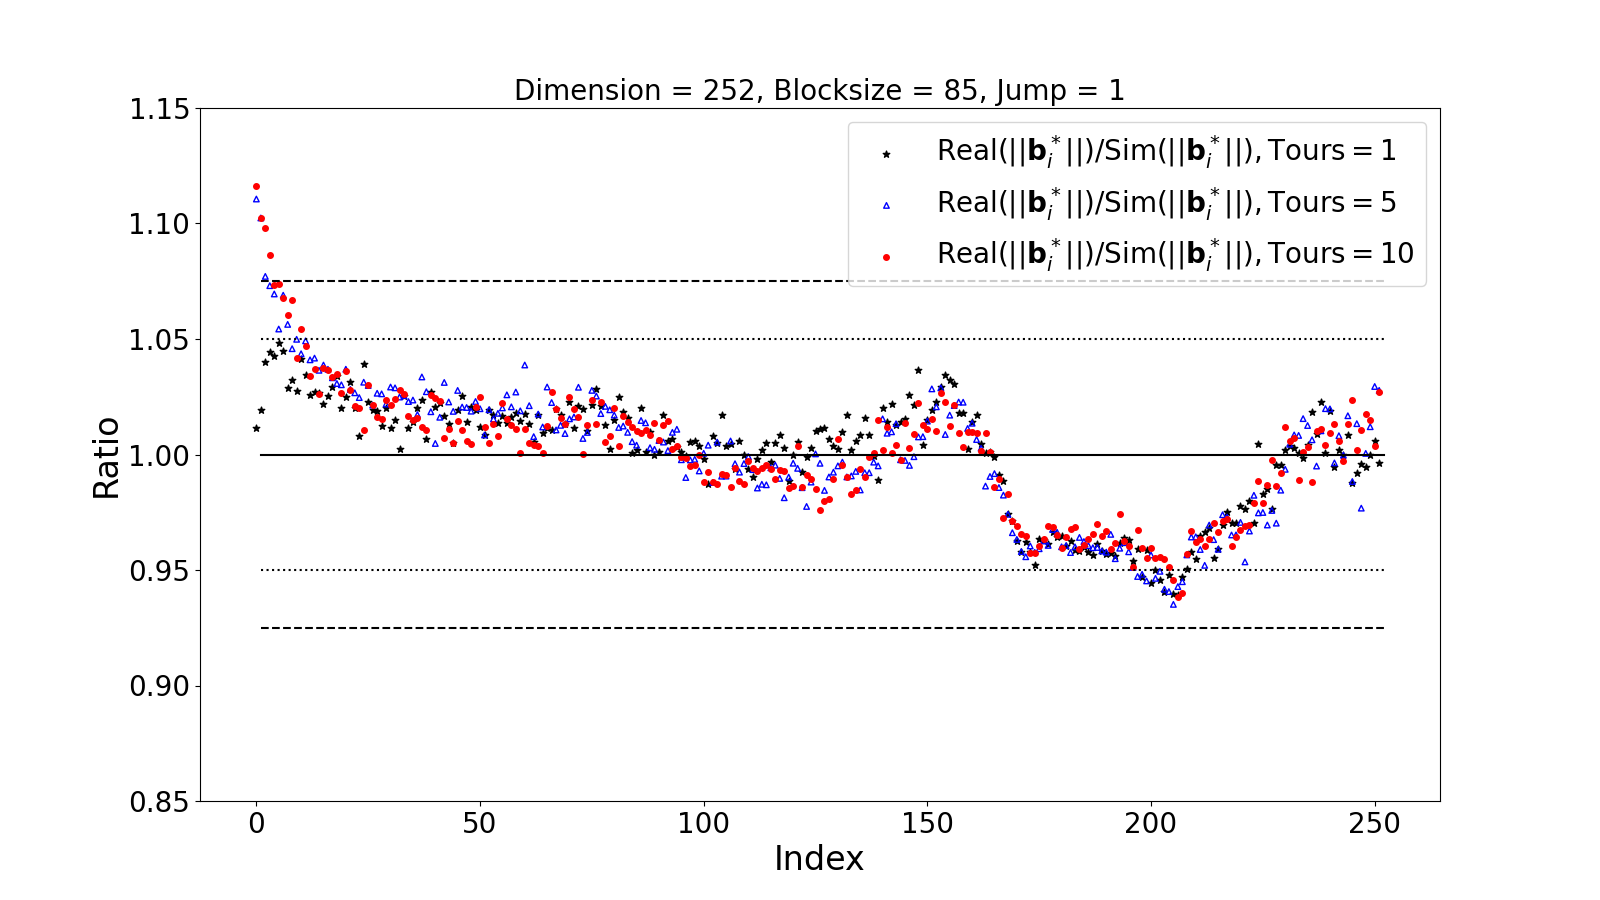 Dimension = 252, Blocksize = 85, Jump = 1
1.15
1.10
1.05
1.00
0.95
0.90
0.85
Ratio
Real(||b_i^*||)/Sim(||b_i^*||), Tours = 1
Real(||b_i^*||)/Sim(||b_i^*||), Tours = 5
Real(||b_i^*||)/Sim(||b_i^*||), Tours = 10
0 50 100 150 200 250
Index